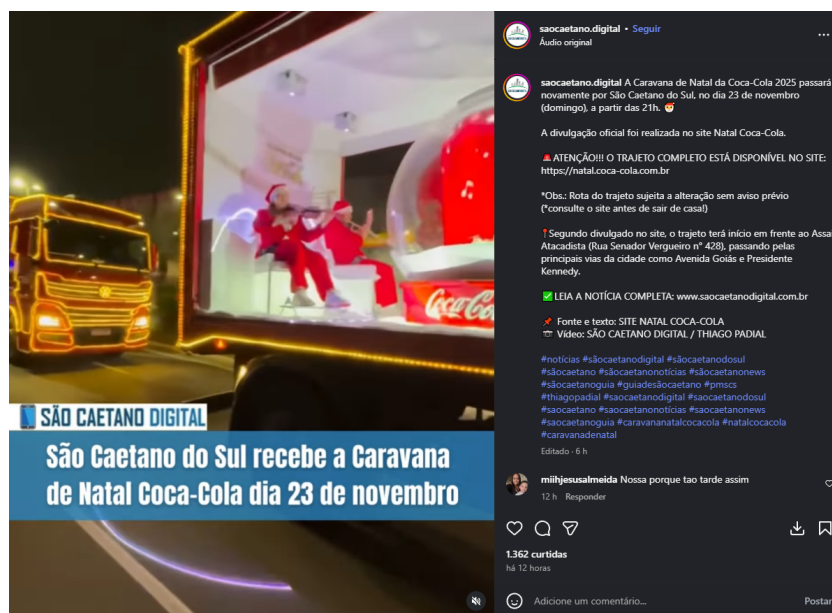 Coca-Co
SÃO CAETANO DIGITAL
São Caetano do Sul recebe a Caravana
de Natal Coca-Cola dia 23 de novembro
saocaetano.digital • Seguir
Áudio original
saocaetano.digital A Caravana de Natal da Coca-Cola 2025 passará
novamente por São Caetano do Sul, no dia 23 de novembro
(domingo), a partir das 21h. 🎅
A divulgação oficial foi realizada no site Natal Coca-Cola.
🚨ATENÇÃO!!! O TRAJETO COMPLETO ESTÁ DISPONÍVEL NO SITE:
https://natal.coca-cola.com.br
*Obs.: Rota do trajeto sujeita a alteração sem aviso prévio
(*consulte o site antes de sair de casa!)
📍Segundo divulgado no site, o trajeto terá início em frente ao Assa
Atacadista (Rua Senador Vergueiro n° 428), passando pelas
principais vias da cidade como Avenida Goiás e Presidente
Kennedy.
✅ LEIA A NOTÍCIA COMPLETA: www.saocaetanodigital.com.br
📌 Fonte e texto: SITE NATAL COCA-COLA
📹 Vídeo: SÃO CAETANO DIGITAL / THIAGO PADIAL
#notícias #sãocaetanodigital #sãocaetanodosul
#sãocaetano #sãocaetanonotícias #sãocaetanonews
#sãocaetanoguia #guiadesãocaetano #pmscs
#thiagopadial #saocaetanodigital #saocaetanodosul
#saocaetano #saocaetanonotícias #saocaetanonews
#saocaetanoguia #caravananatalcocacola #natalcocacola
#caravanadenatal
Editado · 6 h
miihjesusalmeida Nossa porque tao tarde assim
12 h Responder
1.362 curtidas
há 12 horas
Adicione um comentário...
Postar